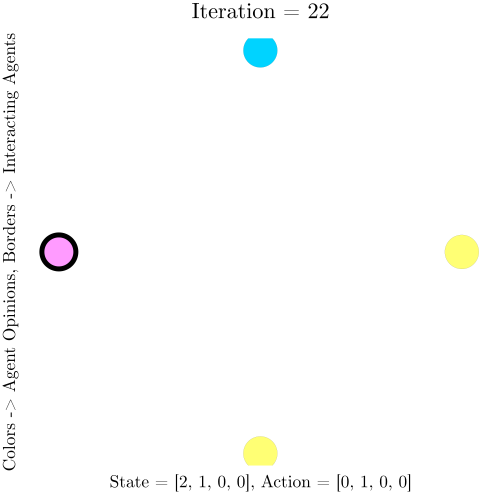 Iteration = 22
Colors -> Agent Opinions, Borders -> Interacting Agents
State = [2, 1, 0, 0], Action = [0, 1, 0, 0]